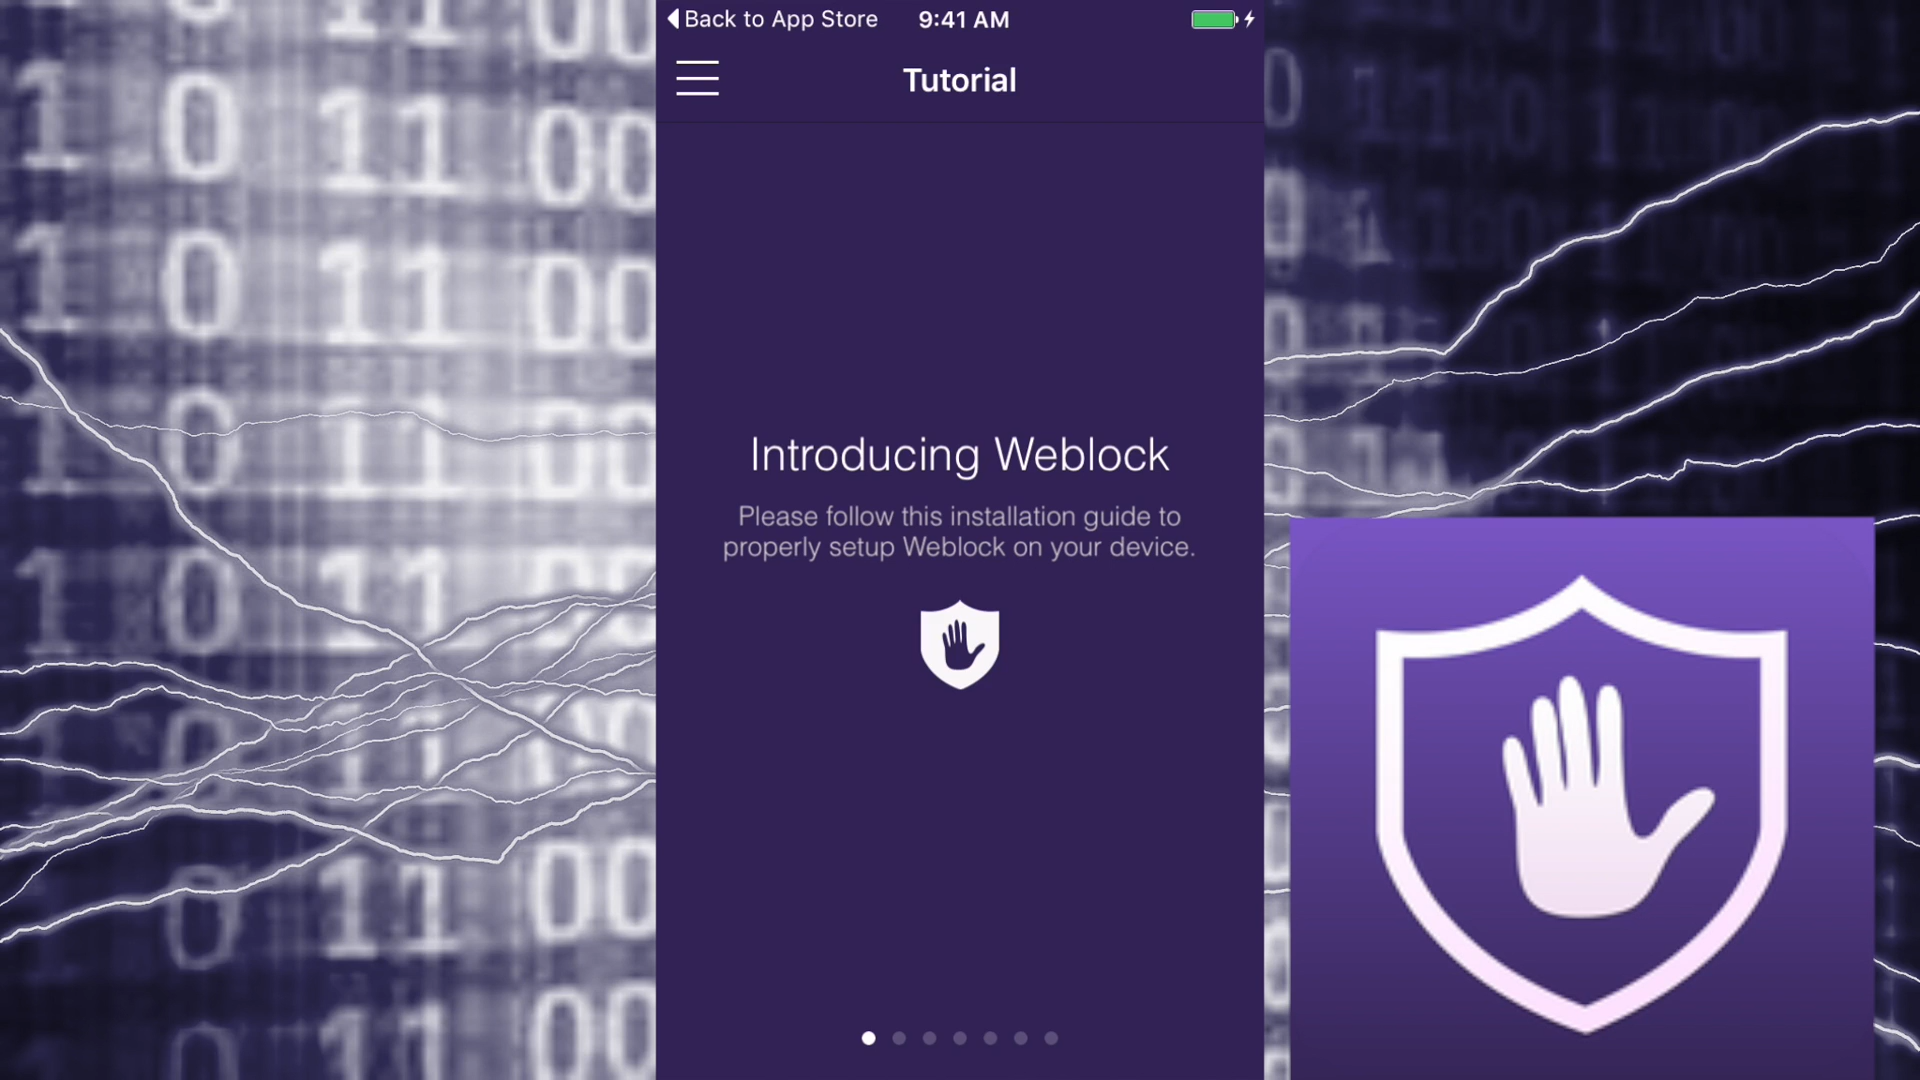 Back to App Store 9:41 AM
Tutorial
Introducing Weblock
Please follow this installation guide to
properly setup Weblock on your device.